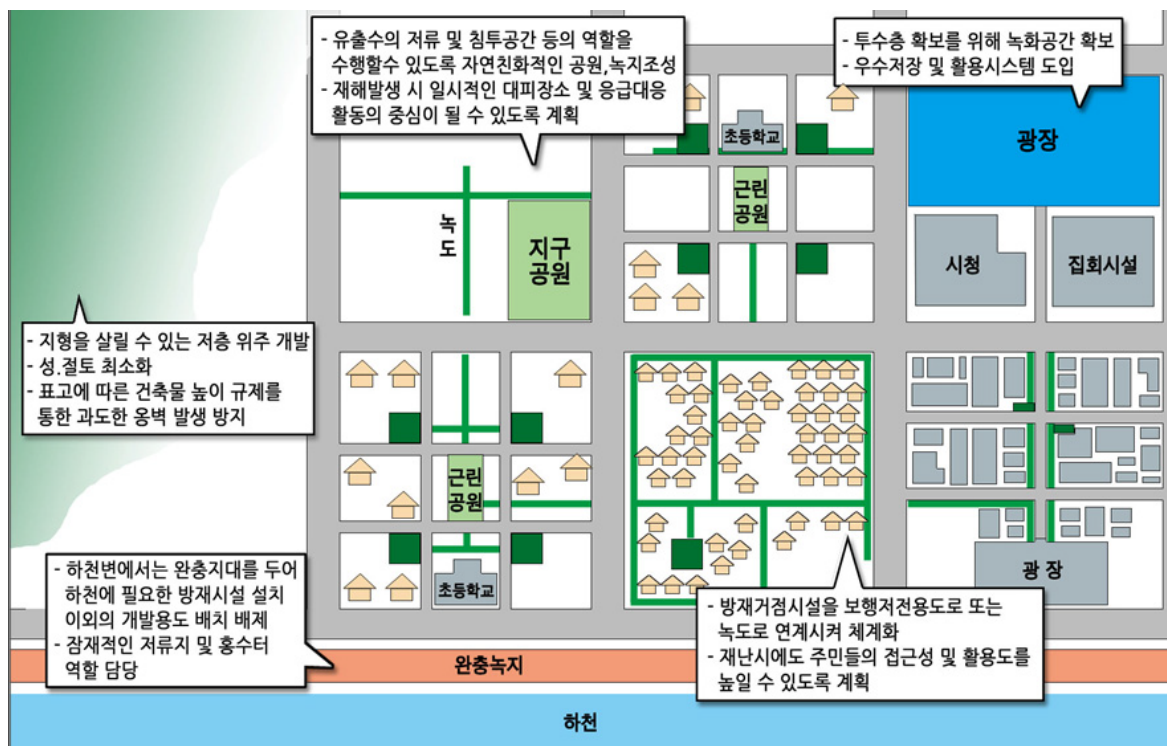 - 유출수의 저류 및 침투공간 등의 역할을
수행할수 있도록 자연친화적인 공원,녹지조성
- 재해발생 시 일시적인 대피장소 및 응급대응
활동의 중심이 될 수 있도록 계획
- 투수층 확보를 위해 녹화공간 확보
- 우수저장 및 활용시스템 도입
초등학교
광장
근린
공원
녹도
지구
공원
시청
집회시설
- 지형을 살릴 수 있는 저층 위주 개발
- 성.절토 최소화
- 표고에 따른 건축물 높이 규제를
통한 과도한 옹벽 발생 방지
근린
공원
- 하천변에서는 완충지대를 두어
하천에 필요한 방재시설 설치
이외의 개발용도 배치 배제
- 잠재적인 저류지 및 홍수터
역할 담당
초등학교
광 장
- 방재거점시설을 보행저전용도로 또는
녹도로 연계시켜 체계화
- 재난시에도 주민들의 접근성 및 활용도를
높일 수 있도록 계획
완충녹지
하천